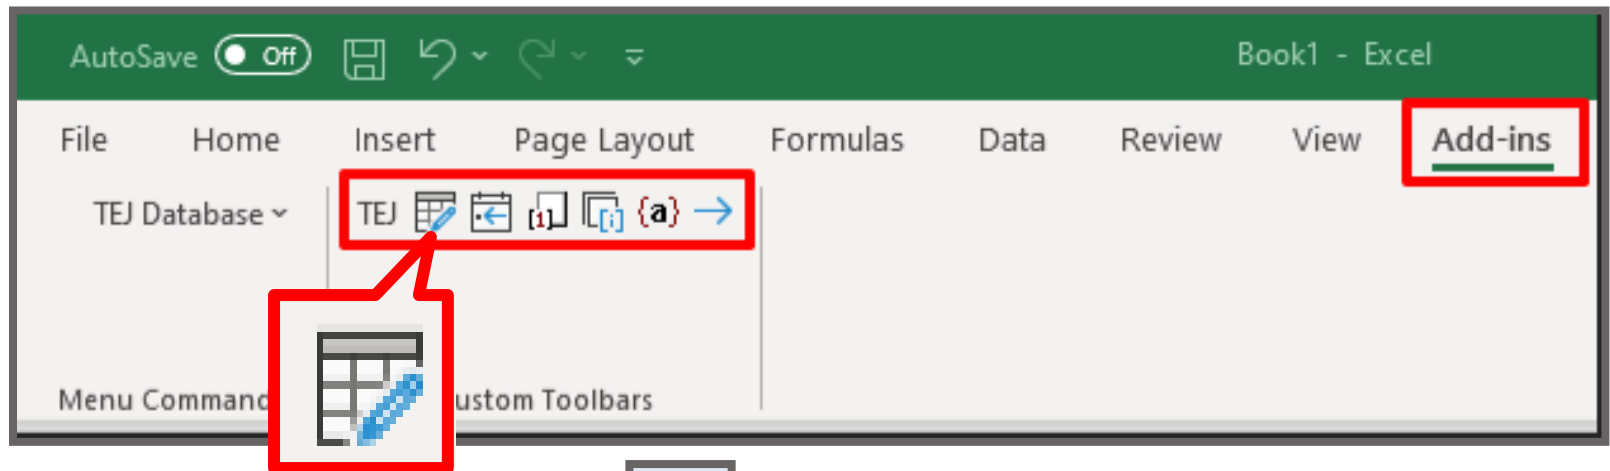 AutoSave Off Book1 - Excel
File Home Insert Page Layout Formulas Data Review View Add-ins
TEJ Database TEJ [1] [i] {a}
Menu Command ustom Toolbars